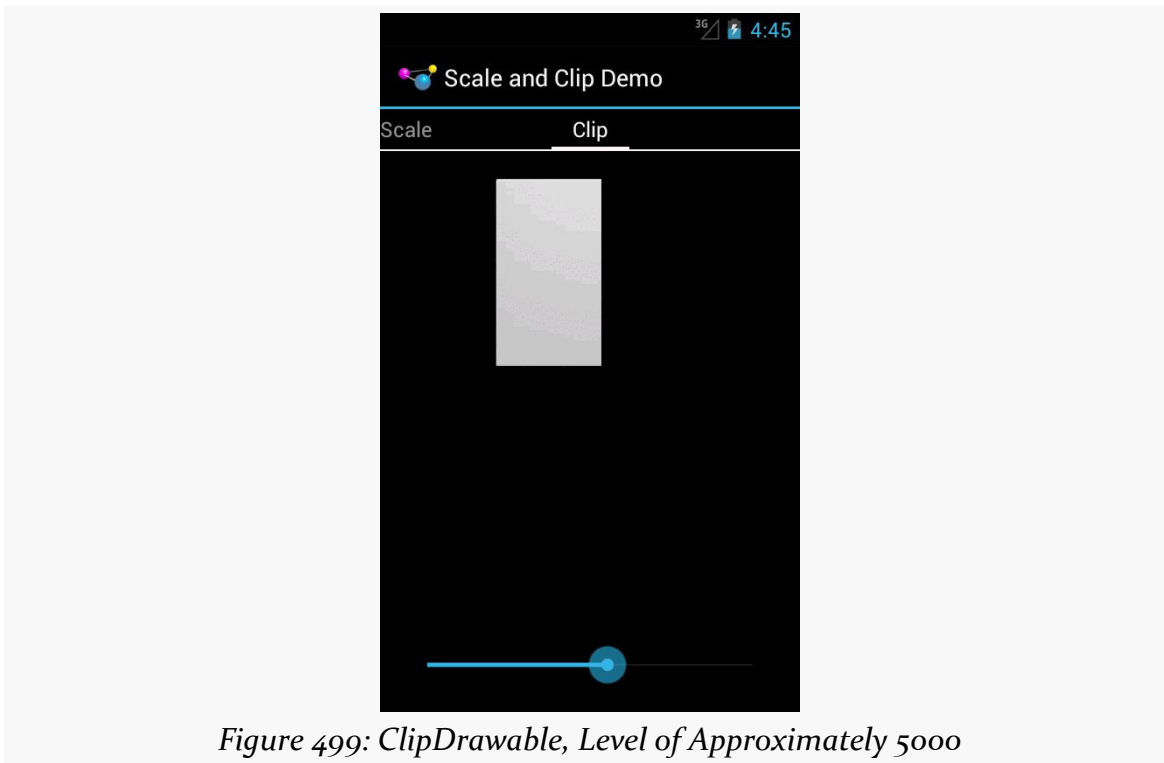 3G 4:45
Scale and Clip Demo
Scale Clip
Figure 499: ClipDrawable, Level of Approximately 5000